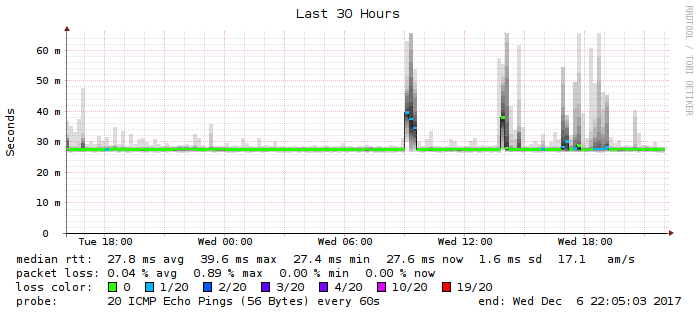 Last 30 Hours
RRDTOOL / TOBI OETIKER
Seconds
60 m
50 m
40 m
30 m
20 m
10 m
0
Tue 18:00 Wed 00:00 Wed 06:00 Wed 12:00 Wed 18:00
median rtt: 27.8 ms avg 39.6 ms max 27.4 ms min 27.6 ms now 1.6 ms sd 17.1 am/s
packet loss: 0.04 % avg 0.89 % max 0.00 % min 0.00 % now
loss color: 0 1/20 2/20 3/20 4/20 10/20 19/20
probe: 20 ICMP Echo Pings (56 Bytes) every 60s end: Wed Dec 6 22:05:03 2017